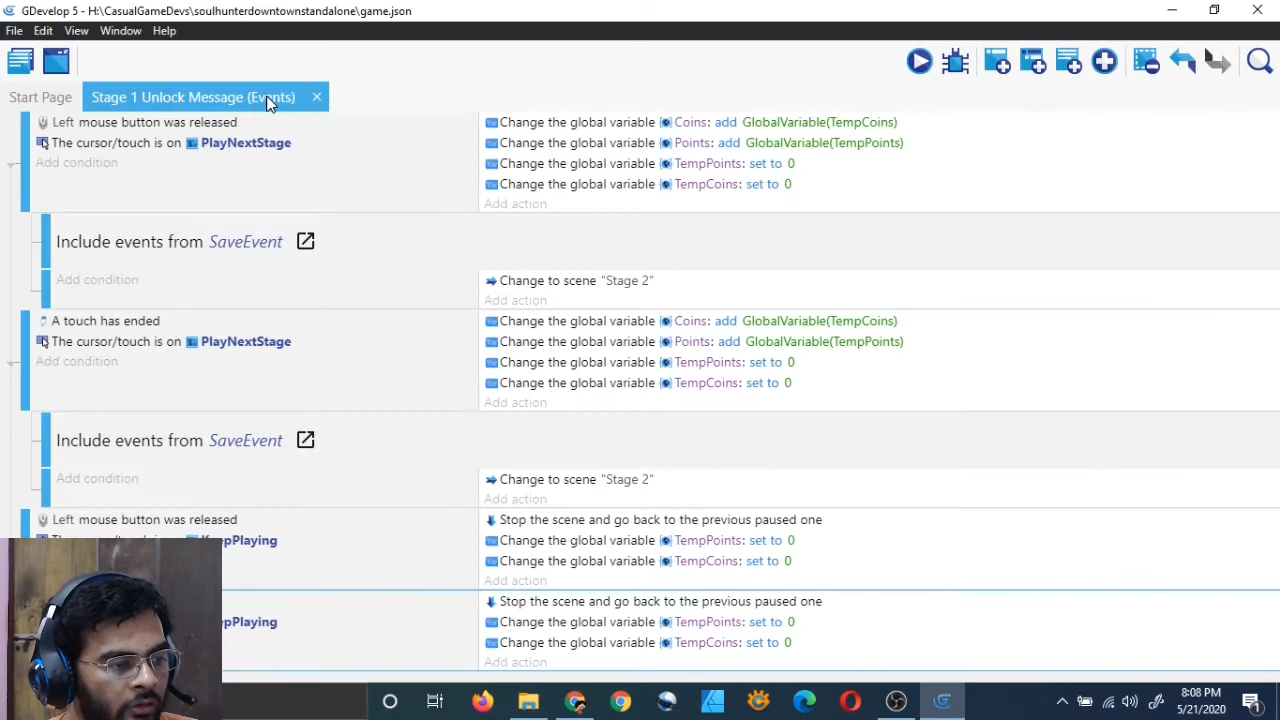 GDevelop 5 - H:\CasualGameDevs\soulhunterdowntownstandalone\game.json
File Edit View Window Help
Start Page
Stage 1 Unlock Message (Events) ×
Left mouse button was released
The cursor/touch is on PlayNextStage
Add condition
Change the global variable Coins: add GlobalVariable(TempCoins)
Change the global variable Points: add GlobalVariable(TempPoints)
Change the global variable TempPoints: set to 0
Change the global variable TempCoins: set to 0
Add action
Include events from SaveEvent
Add condition
Change to scene "Stage 2"
Add action
A touch has ended
The cursor/touch is on PlayNextStage
Add condition
Change the global variable Coins: add GlobalVariable(TempCoins)
Change the global variable Points: add GlobalVariable(TempPoints)
Change the global variable TempPoints: set to 0
Change the global variable TempCoins: set to 0
Add action
Include events from SaveEvent
Add condition
Change to scene "Stage 2"
Add action
Left mouse button was released
Playing
Stop the scene and go back to the previous paused one
Change the global variable TempPoints: set to 0
Change the global variable TempCoins: set to 0
Add action
pPlaying
Stop the scene and go back to the previous paused one
Change the global variable TempPoints: set to 0
Change the global variable TempCoins: set to 0
Add action
8:08 PM
5/21/2020
1